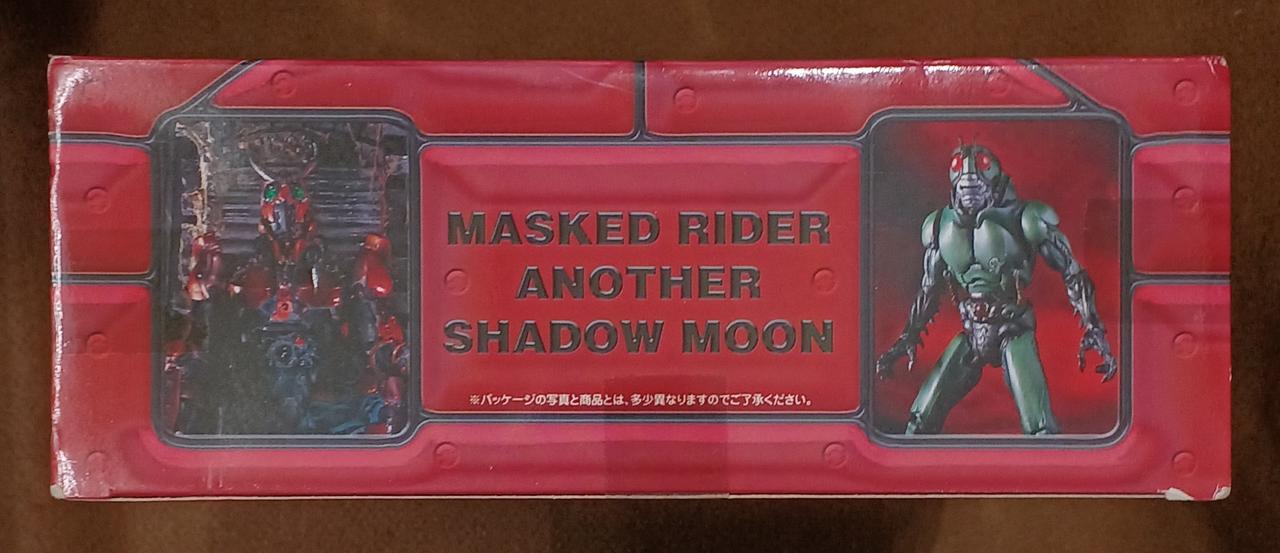 MASKED RIDER
ANOTHER
SHADOW MOON
※パッケージの写真と商品とは、多少異なりますのでご了承ください。